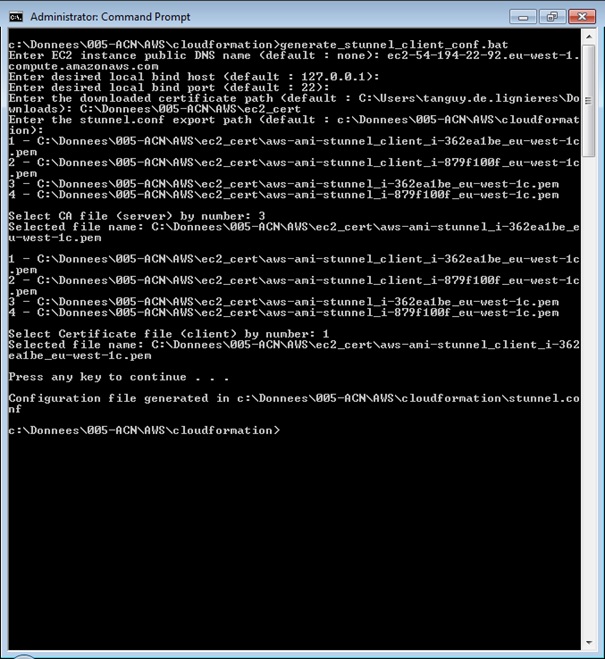 Administrator: Command Prompt
c:\Donnees\005-ACN\AWS\cloudformation>generate_stunnel_client_conf.bat
Enter EC2 instance public DNS name (default : none): ec2-54-194-22-92.eu-west-1.
compute.amazonaws.com
Enter desired local bind host (default : 127.0.0.1):
Enter desired local bind port (default : 22):
Enter the downloaded certificate path (default : C:\Users\tanguy.de.lignieres\Do
wnloads): C:\Donnees\005-ACN\AWS\ec2_cert
Enter the stunnel.conf export path (default : c:\Donnees\005-ACN\AWS\cloudformat
ion):
1 - C:\Donnees\005-ACN\AWS\ec2_cert\aws-ami-stunnel_client_i-362ea1be_eu-west-1c
.pem
2 - C:\Donnees\005-ACN\AWS\ec2_cert\aws-ami-stunnel_client_i-879f100f_eu-west-1c
.pem
3 - C:\Donnees\005-ACN\AWS\ec2_cert\aws-ami-stunnel_i-362ea1be_eu-west-1c.pem
4 - C:\Donnees\005-ACN\AWS\ec2_cert\aws-ami-stunnel_i-879f100f_eu-west-1c.pem
Select CA file (server) by number: 3
Selected file name: C:\Donnees\005-ACN\AWS\ec2_cert\aws-ami-stunnel_i-362ea1be_e
u-west-1c.pem
1 - C:\Donnees\005-ACN\AWS\ec2_cert\aws-ami-stunnel_client_i-362ea1be_eu-west-1c
.pem
2 - C:\Donnees\005-ACN\AWS\ec2_cert\aws-ami-stunnel_client_i-879f100f_eu-west-1c
.pem
3 - C:\Donnees\005-ACN\AWS\ec2_cert\aws-ami-stunnel_i-362ea1be_eu-west-1c.pem
4 - C:\Donnees\005-ACN\AWS\ec2_cert\aws-ami-stunnel_i-879f100f_eu-west-1c.pem
Select Certificate file (client) by number: 1
Selected file name: C:\Donnees\005-ACN\AWS\ec2_cert\aws-ami-stunnel_client_i-362
ea1be_eu-west-1c.pem
Press any key to continue . . .
Configuration file generated in c:\Donnees\005-ACN\AWS\cloudformation\stunnel.co
nf
c:\Donnees\005-ACN\AWS\cloudformation>